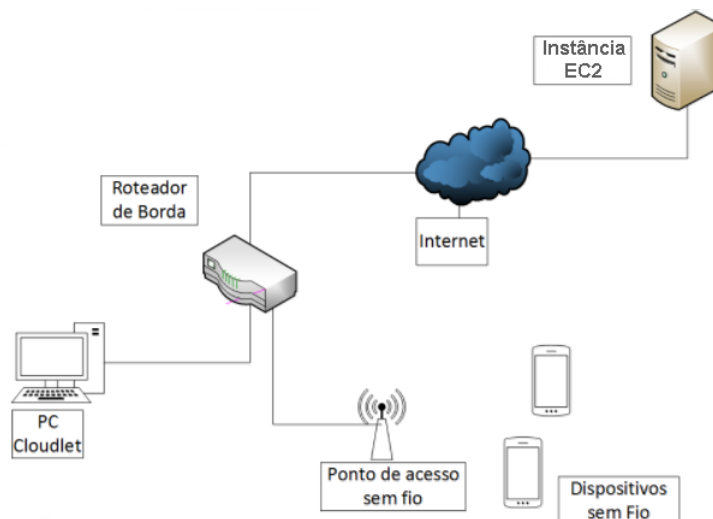 Instância
EC2
Roteador
de Borda
Internet
PC
Cloudlet
Ponto de acesso
sem fio
Dispositivos
sem Fio